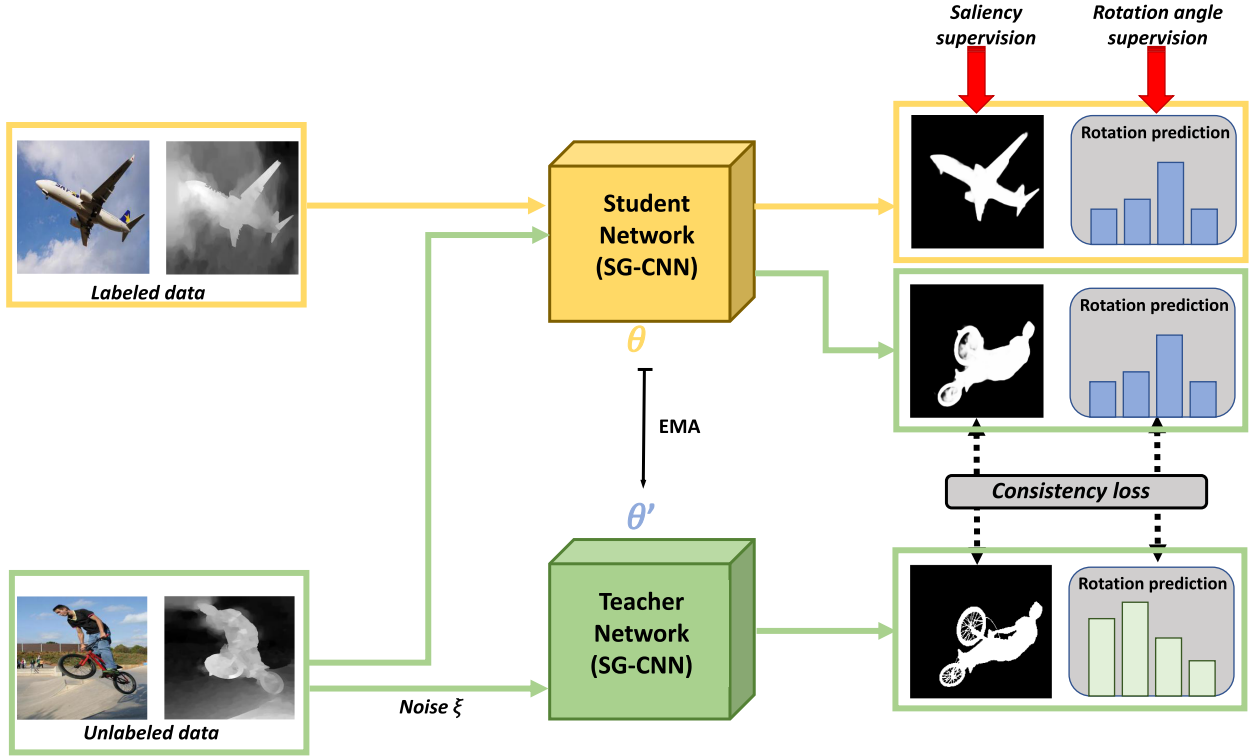 Saliency
supervision
Rotation angle
supervision
Labeled data
Student
Network
(SG-CNN)
Rotation prediction
Rotation prediction
θ
EMA
θ’
Consistency loss
Unlabeled data
Noise ξ
Teacher
Network
(SG-CNN)
Rotation prediction